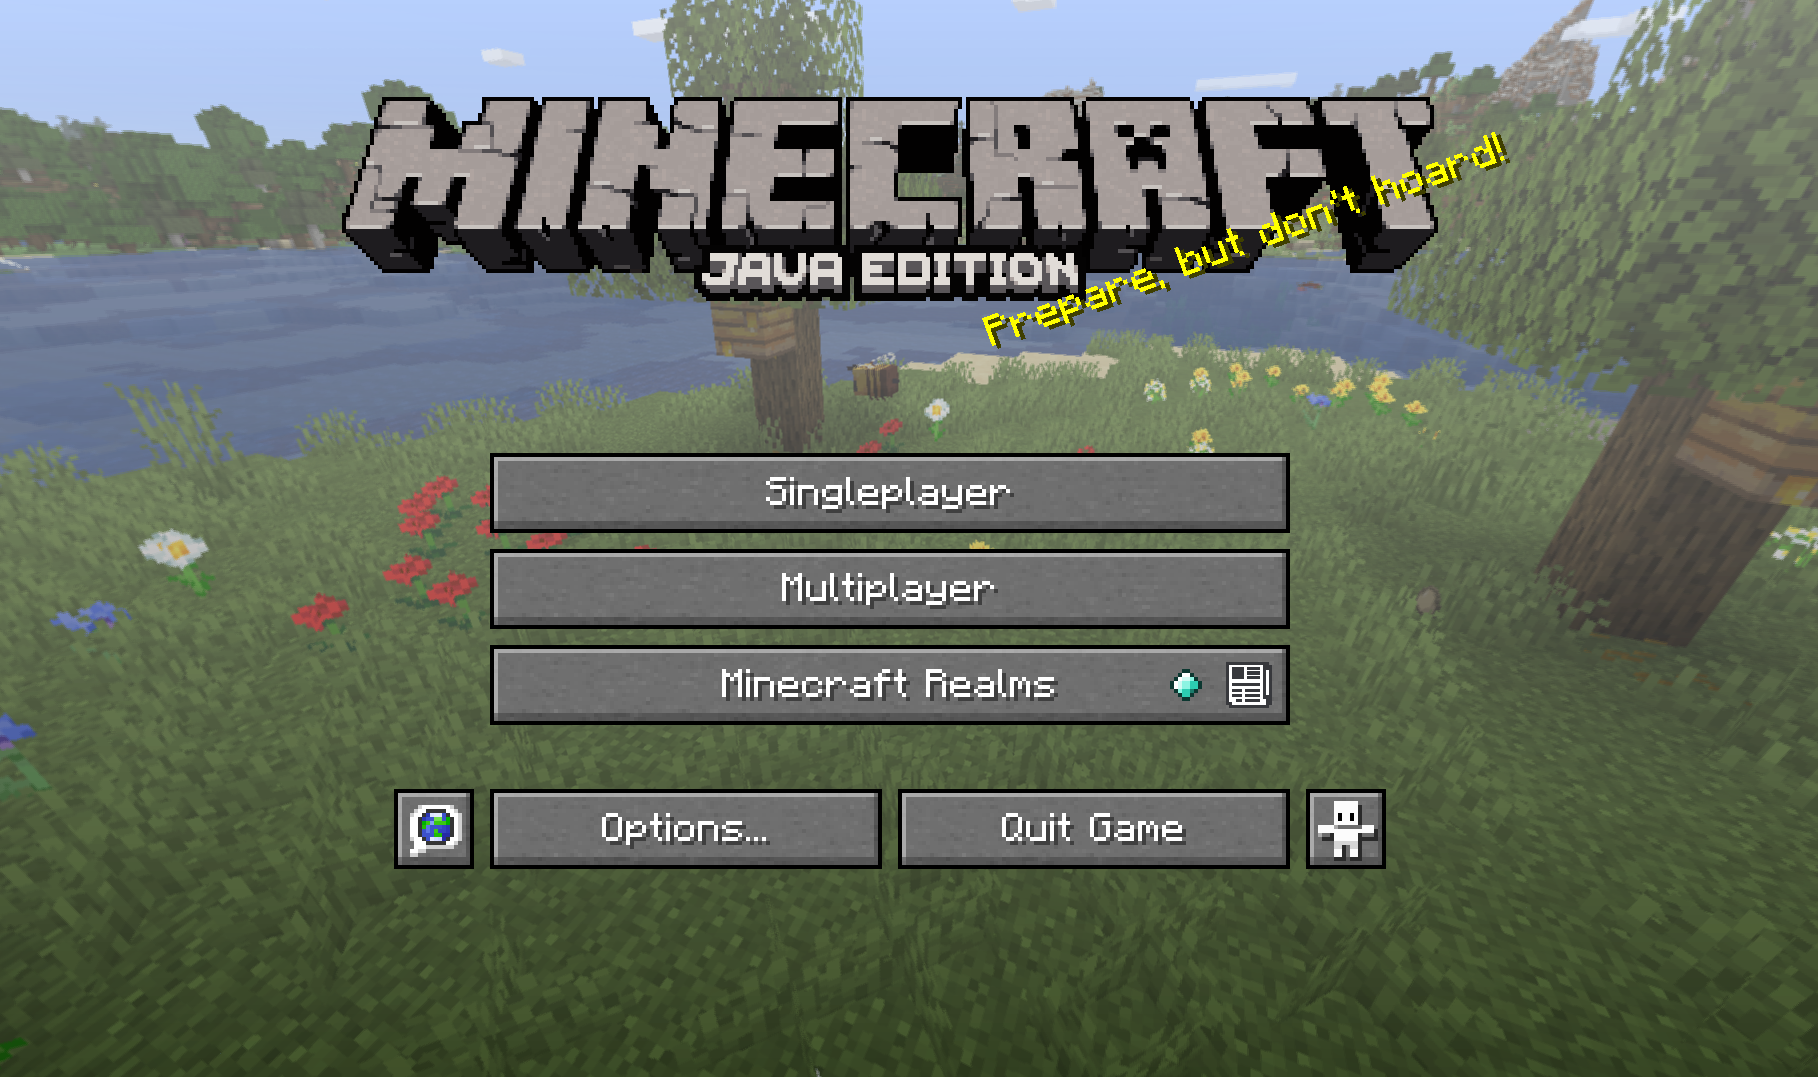 MINECRAFT
JAVA EDITION
Prepare, but don't hoard!
Singleplayer
Multiplayer
Minecraft Realms
Options...
Quit Game